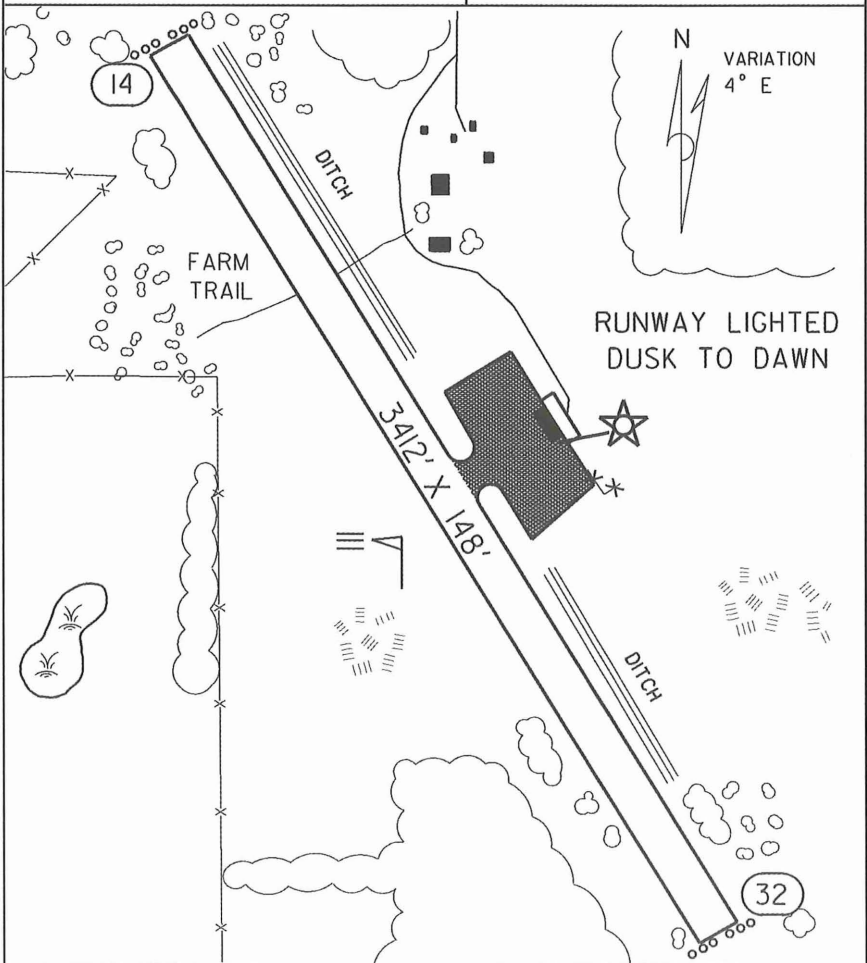 14
N
VARIATION
4° E
DITCH
FARM
TRAIL
RUNWAY LIGHTED
DUSK TO DAWN
3412' X 148'
DITCH
32